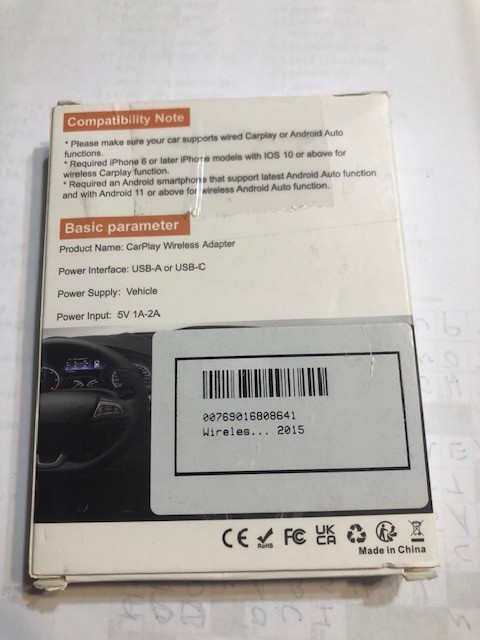 Compatibility Note
* Please make sure your car supports wired Carplay or Android Auto
functions.
* Required iPhone 6 or later iPhone models with IOS 10 or above for
wireless Carplay function.
* Required an Android smartphone that support latest Android Auto function
and with Android 11 or above for wireless Android Auto function.
Basic parameter
Product Name: CarPlay Wireless Adapter
Power Interface: USB-A or USB-C
Power Supply: Vehicle
Power Input: 5V 1A-2A
00769016808641
Wireles... 2015
CE RoHS FC UK
CA
Made in China